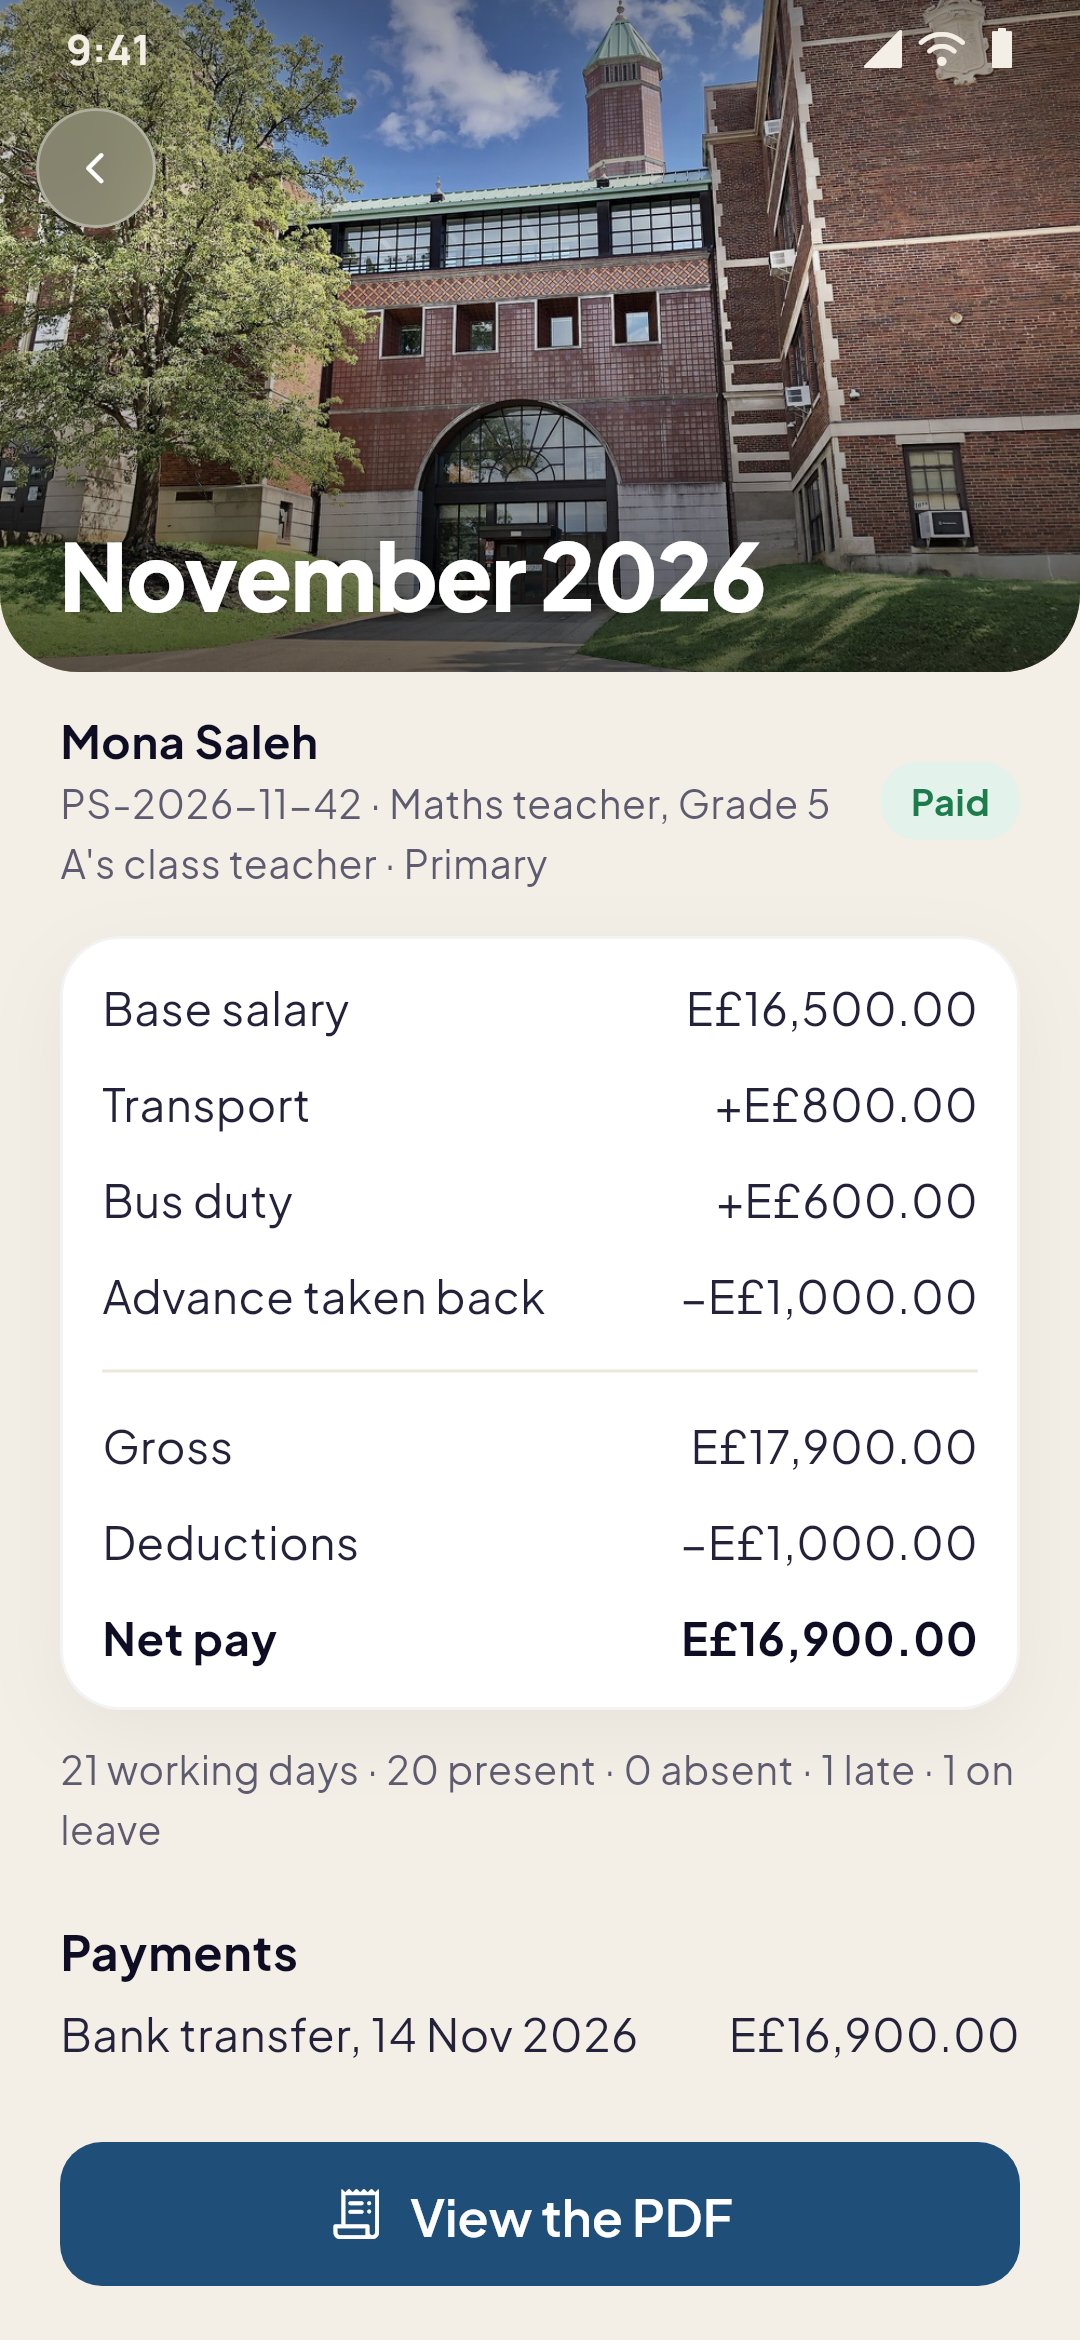 9:41
November 2026
Mona Saleh
PS-2026-11-42 · Maths teacher, Grade 5
A's class teacher · Primary
Paid
Base salary E£16,500.00
Transport +E£800.00
Bus duty +E£600.00
Advance taken back −E£1,000.00
Gross E£17,900.00
Deductions −E£1,000.00
Net pay E£16,900.00
21 working days · 20 present · 0 absent · 1 late · 1 on
leave
Payments
Bank transfer, 14 Nov 2026 E£16,900.00
View the PDF